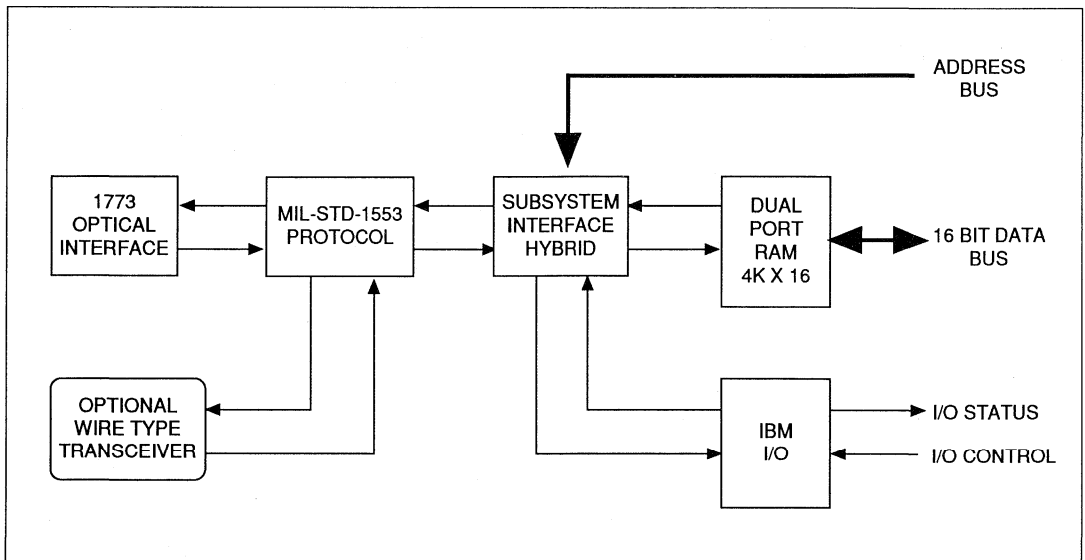 ADDRESS
BUS
1773
OPTICAL
INTERFACE
MIL-STD-1553
PROTOCOL
SUBSYSTEM
INTERFACE
HYBRID
DUAL
PORT
RAM
4K X 16
16 BIT DATA
BUS
OPTIONAL
WIRE TYPE
TRANSCEIVER
IBM
I/O
I/O STATUS
I/O CONTROL